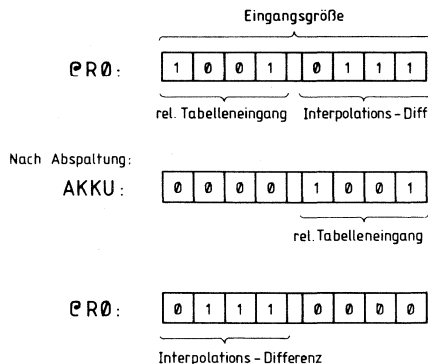 Eingangsgröße
@R0: 1 0 0 1 0 1 1 1
rel. Tabelleneingang Interpolations-Diff
Nach Abspaltung:
AKKU: 0 0 0 0 1 0 0 1
rel. Tabelleneingang
@R0: 0 1 1 1 0 0 0 0
Interpolations-Differenz